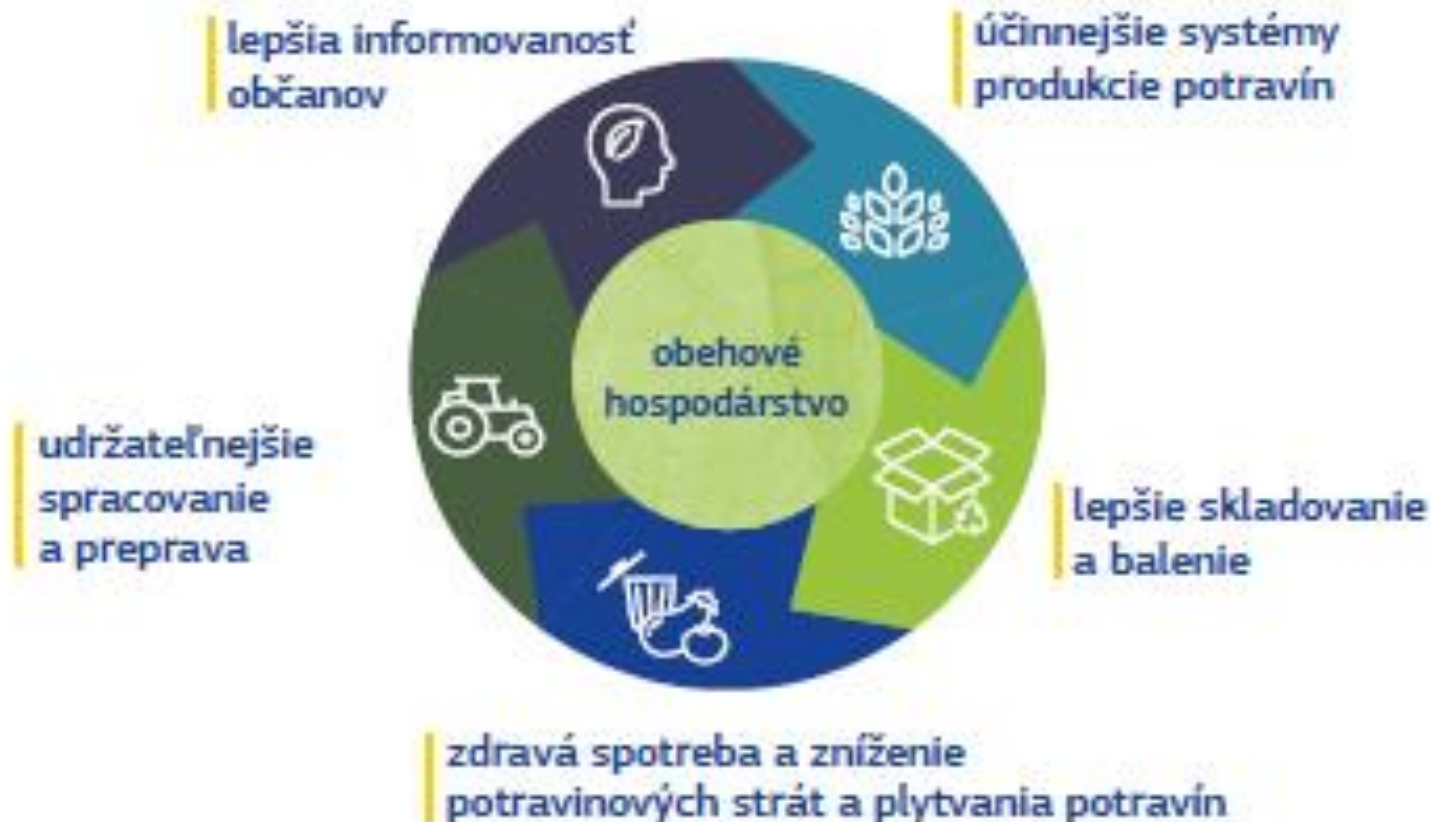 lepšia informovanosť
občanov
účinnejšie systémy
produkcie potravín
obehové
hospodárstvo
udržateľnejšie
spracovanie
a preprava
lepšie skladovanie
a balenie
zdravá spotreba a zníženie
potravinových strát a plytvania potravín